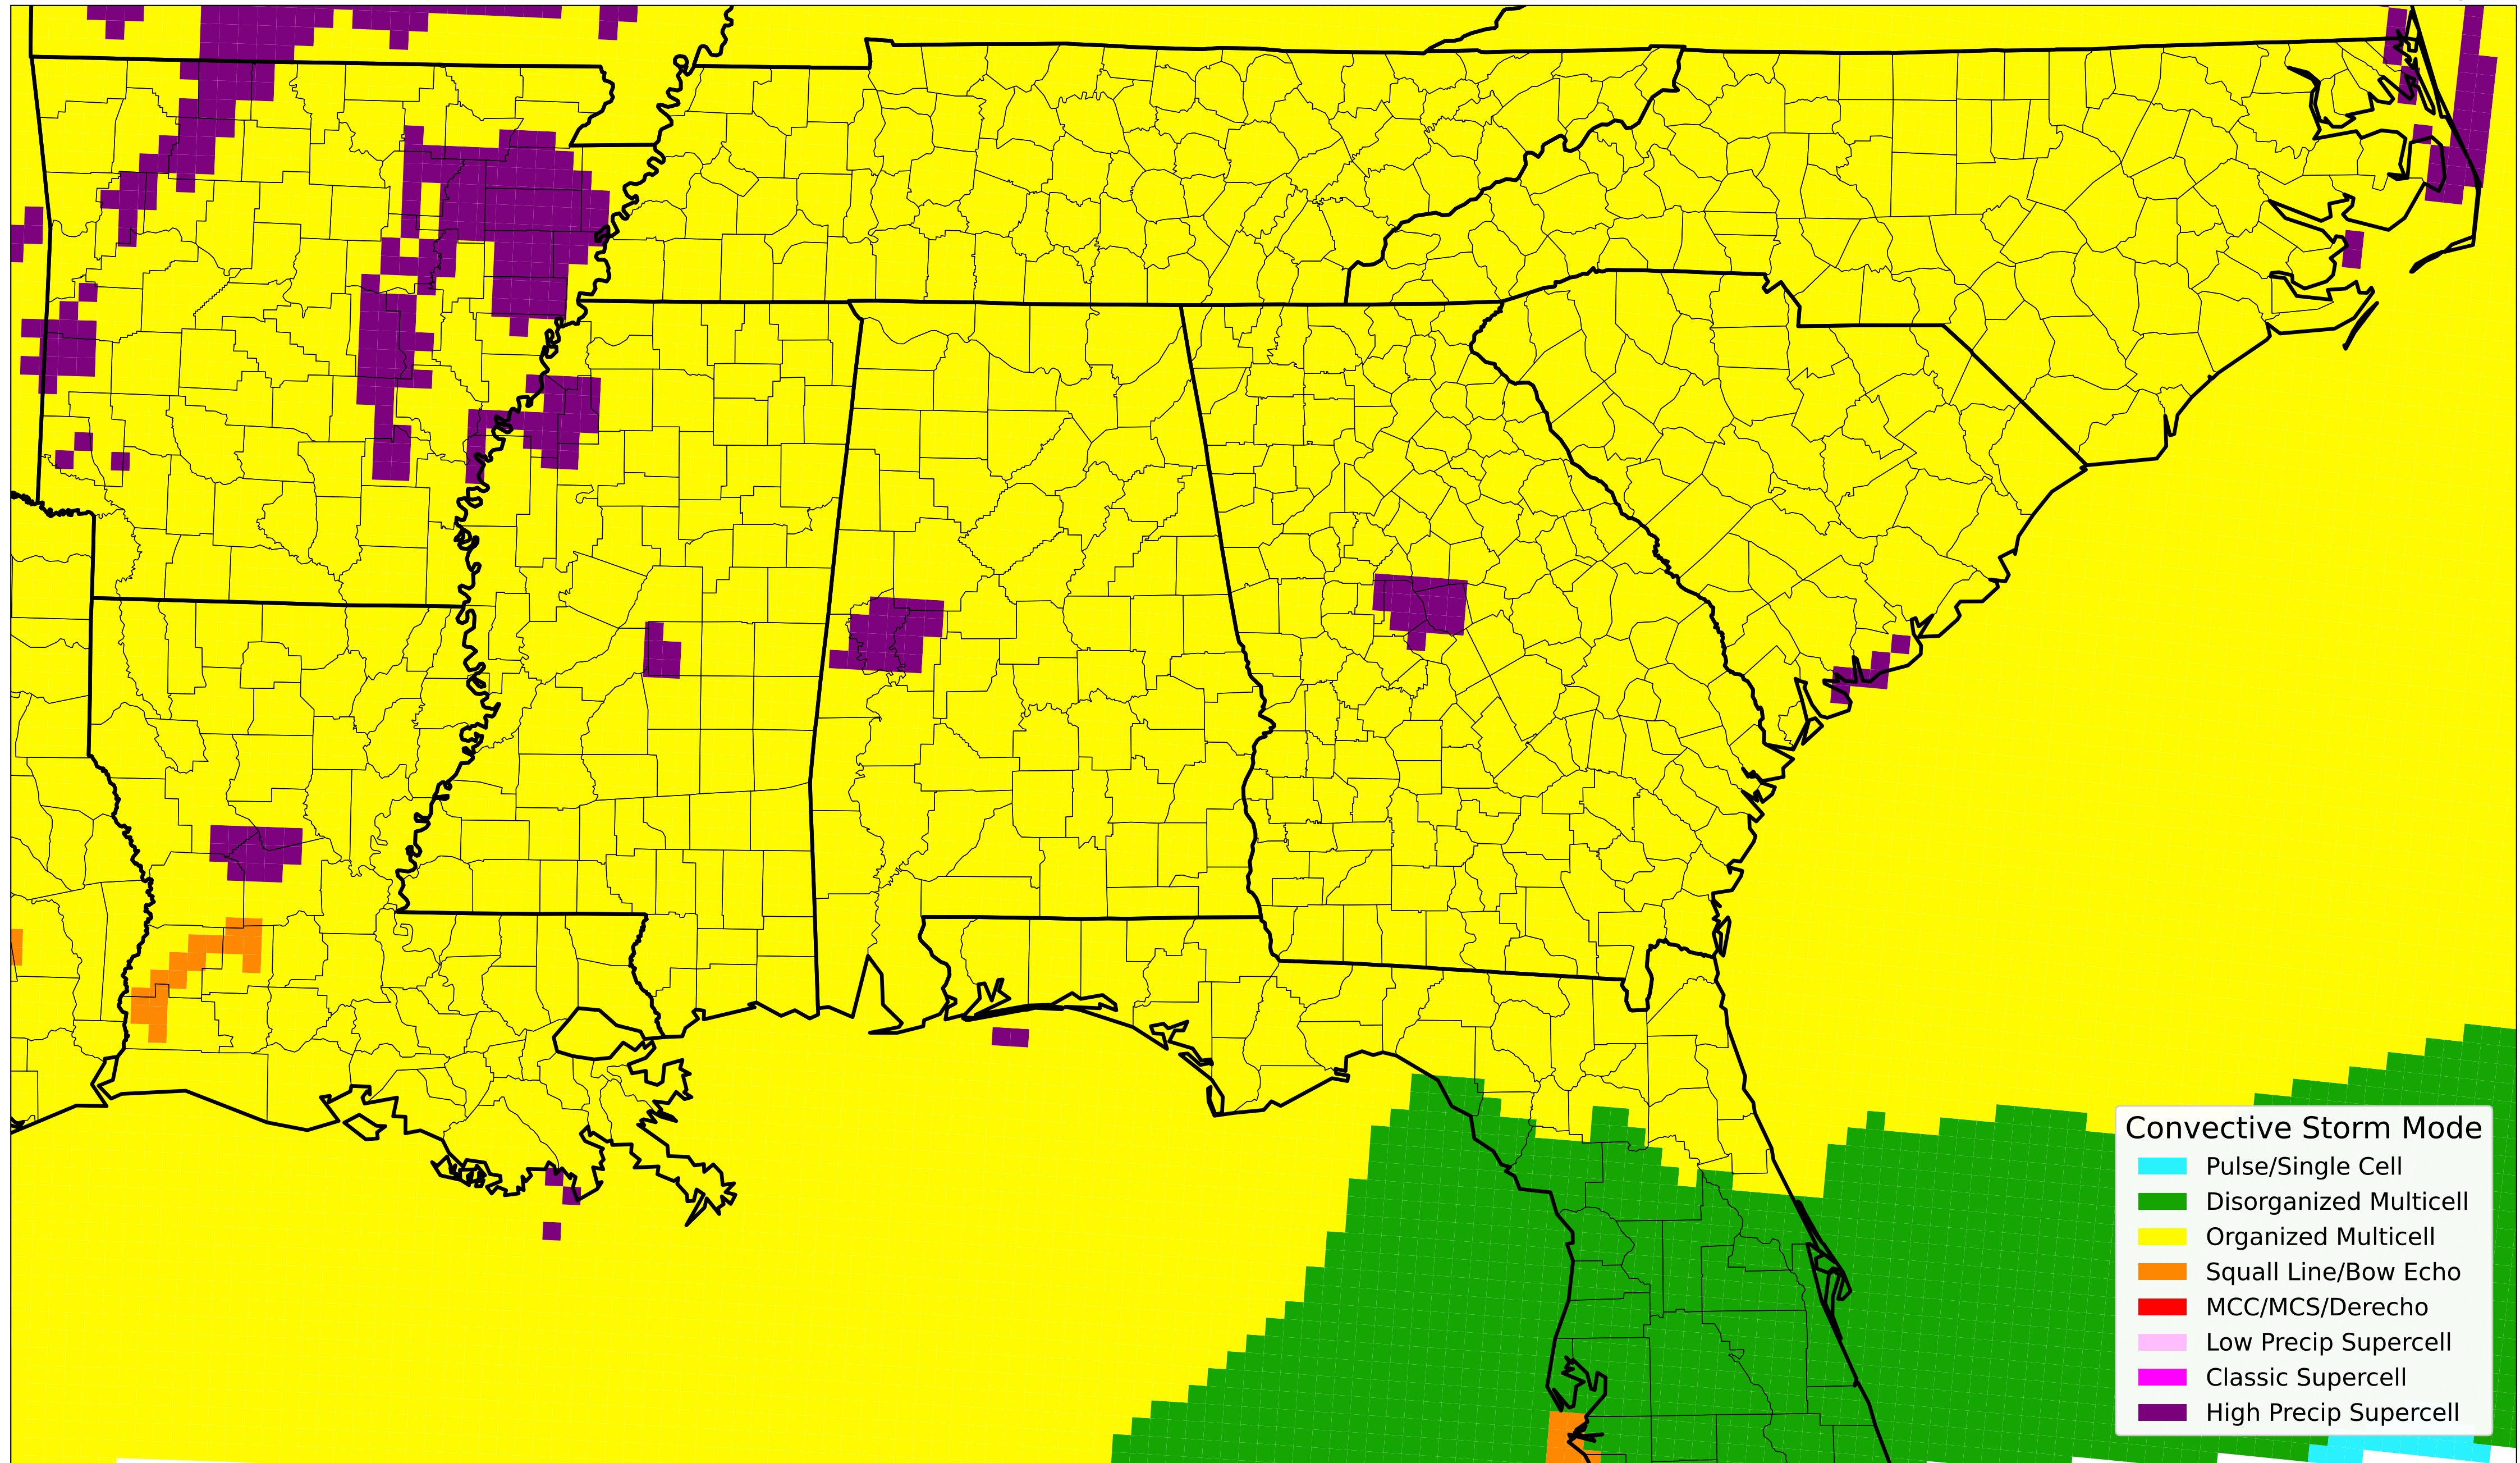 Convective Storm Mode
Pulse/Single Cell
Disorganized Multicell
Organized Multicell
Squall Line/Bow Echo
MCC/MCS/Derecho
Low Precip Supercell
Classic Supercell
High Precip Supercell